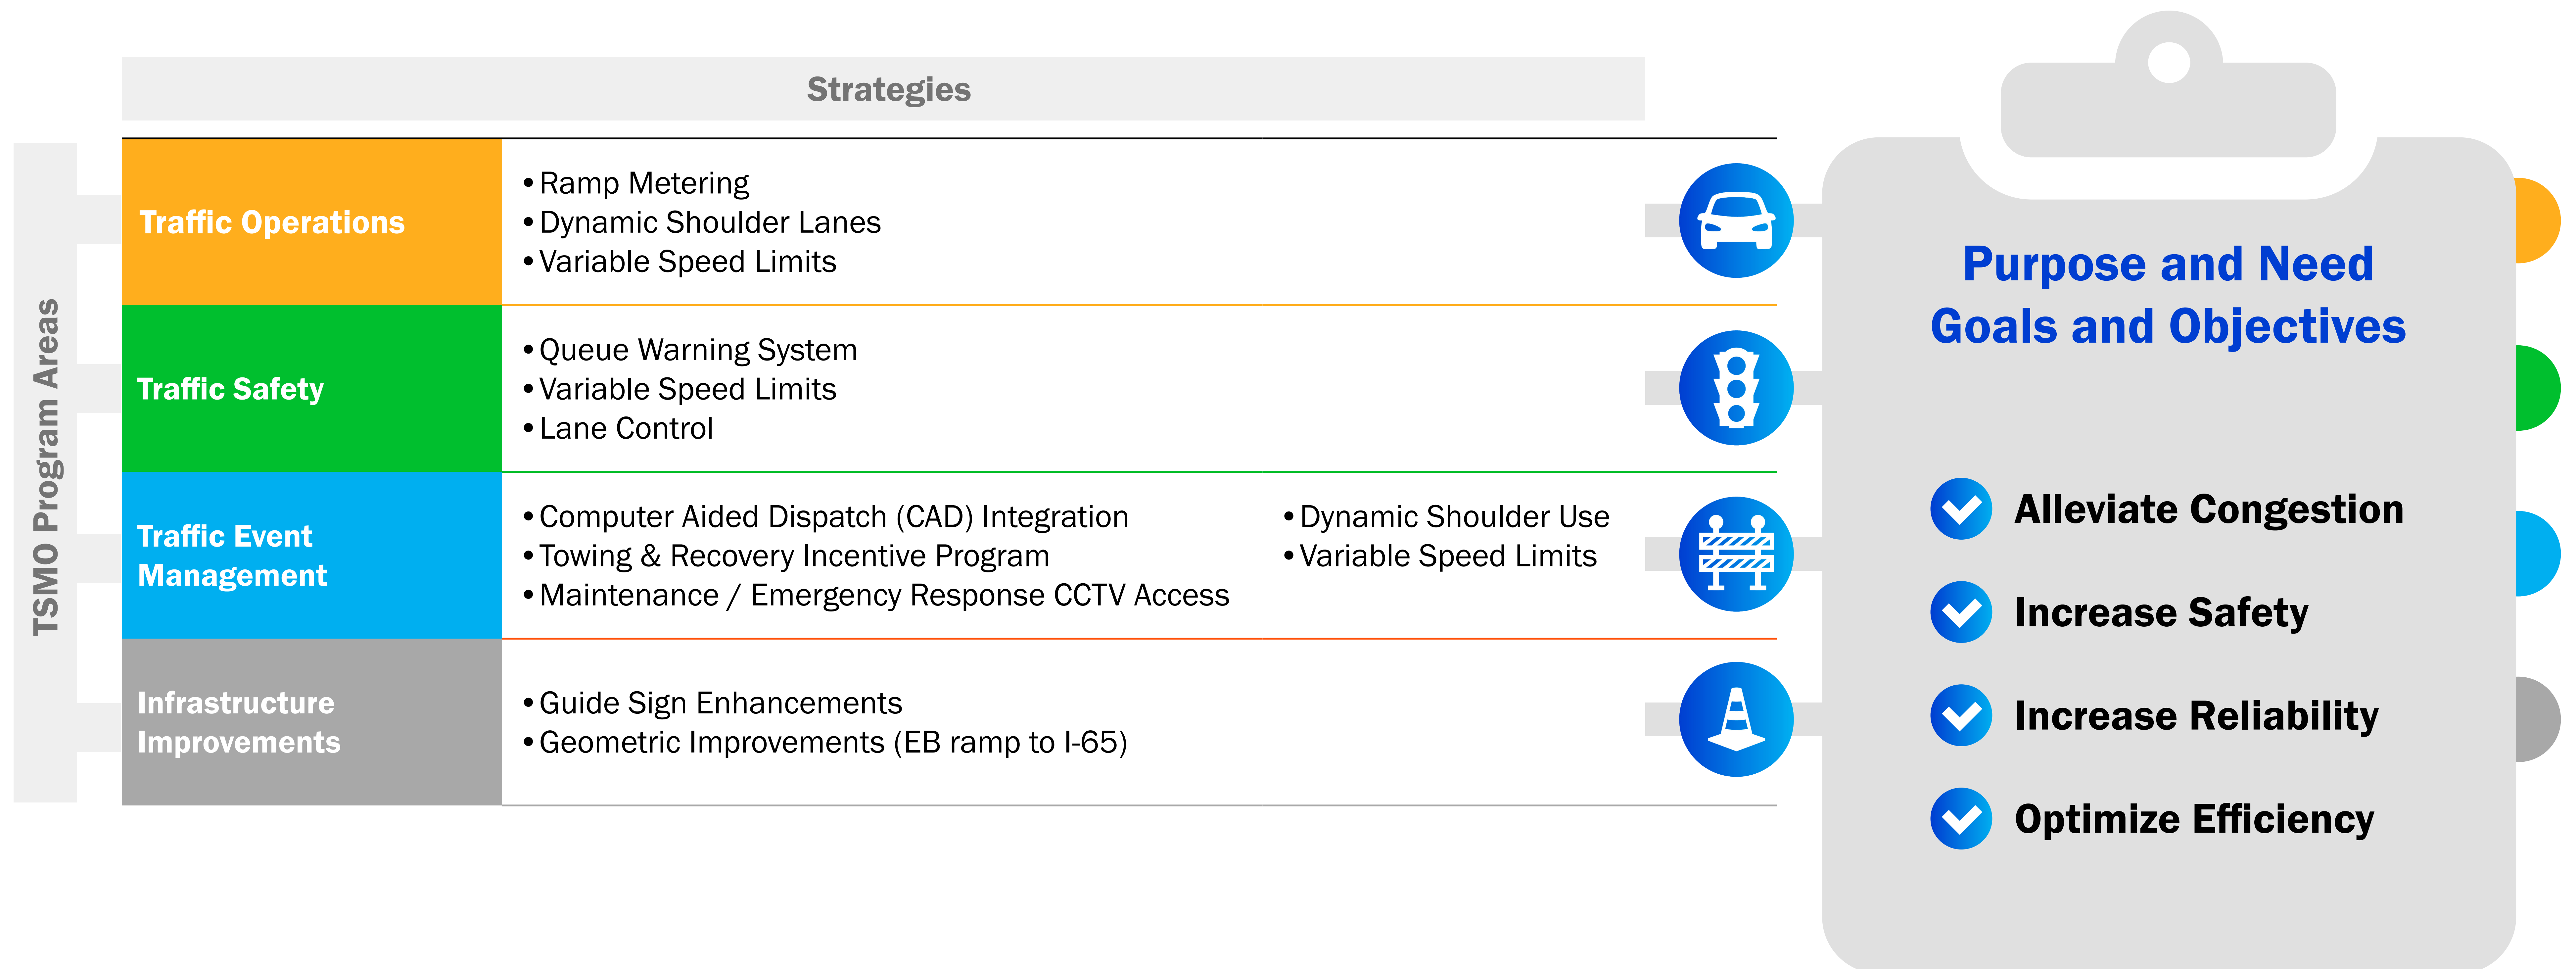 Strategies
TSMO Program Areas
Traffic Operations
•Ramp Metering
•Dynamic Shoulder Lanes
•Variable Speed Limits
Traffic Safety
•Queue Warning System
•Variable Speed Limits
•Lane Control
Traffic Event
Management
•Computer Aided Dispatch (CAD) Integration
•Towing & Recovery Incentive Program
•Maintenance / Emergency Response CCTV Access
•Dynamic Shoulder Use
•Variable Speed Limits
Infrastructure
Improvements
•Guide Sign Enhancements
•Geometric Improvements (EB ramp to I-65)
Purpose and Need
Goals and Objectives
Alleviate Congestion
Increase Safety
Increase Reliability
Optimize Efficiency